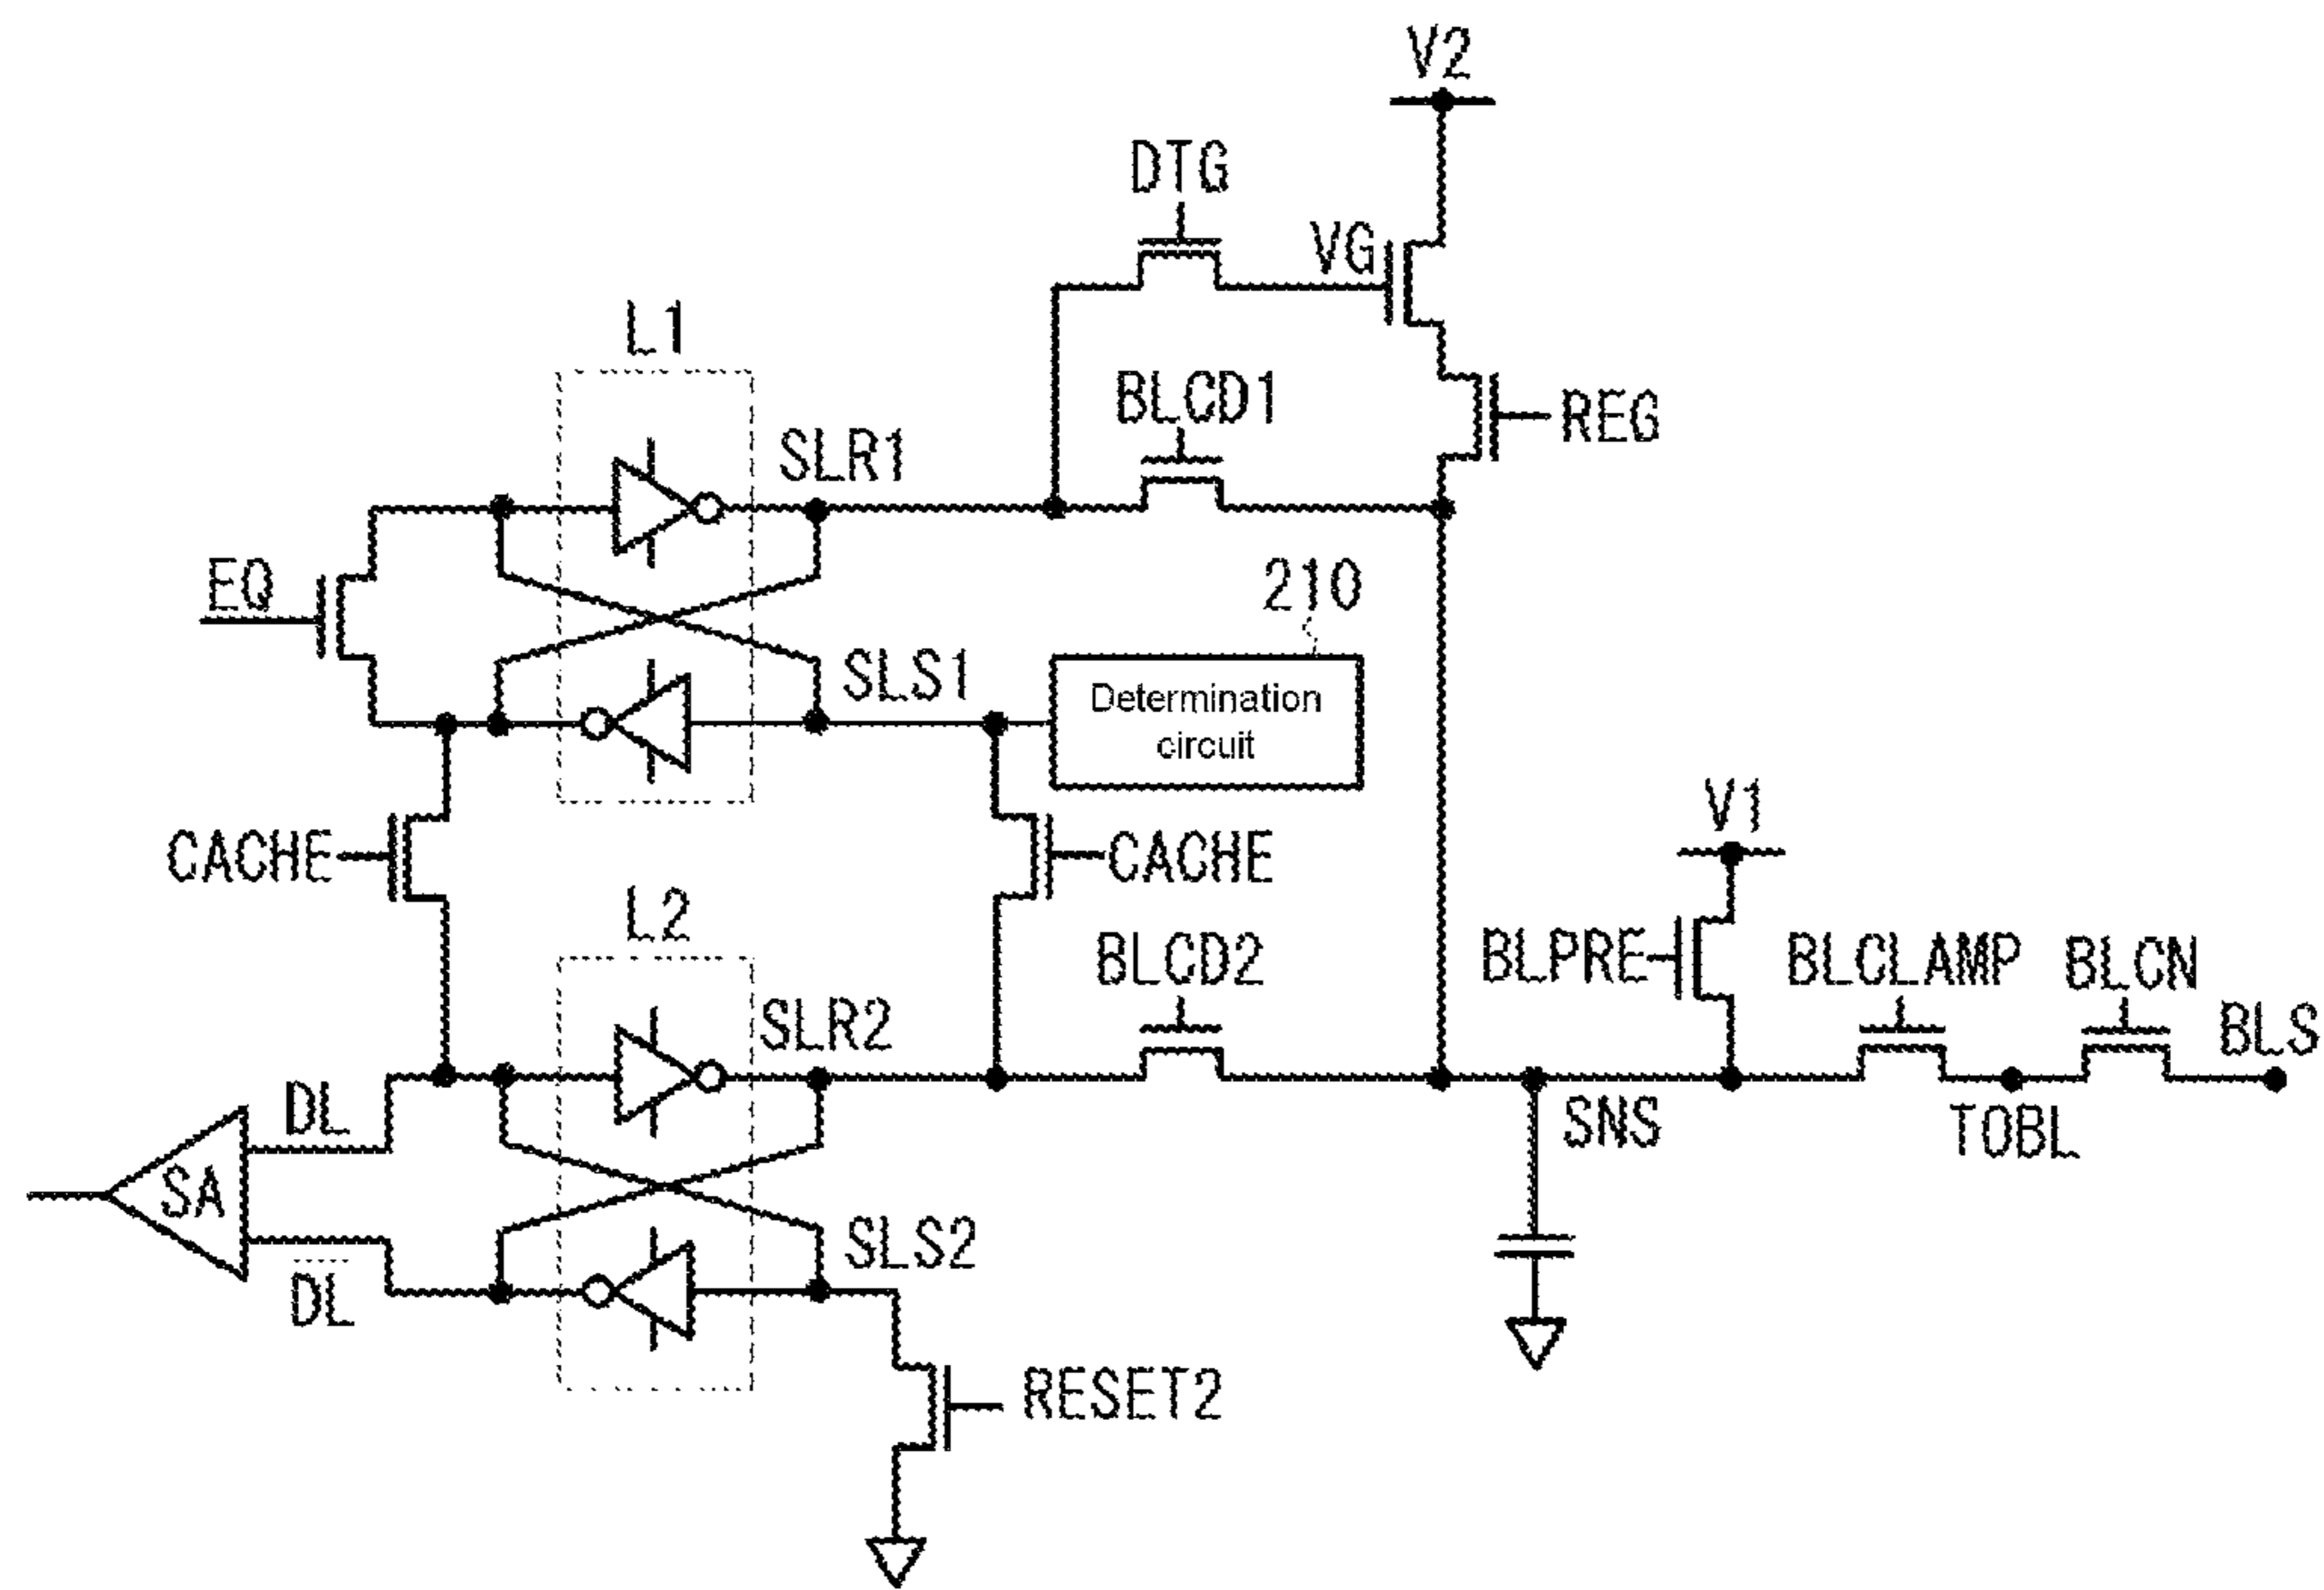 V2
DTG
VG
L1
BLCD1
REG
SLR1
EQ
210
SLS1
Determination
circuit
V1
CACHE
CACHE
L2
BLCD2
BLPRE
BLCLAMP
BLCN
SLR2
BLS
DL
SNS
TOBL
SA
SLS2
DL
RESET2